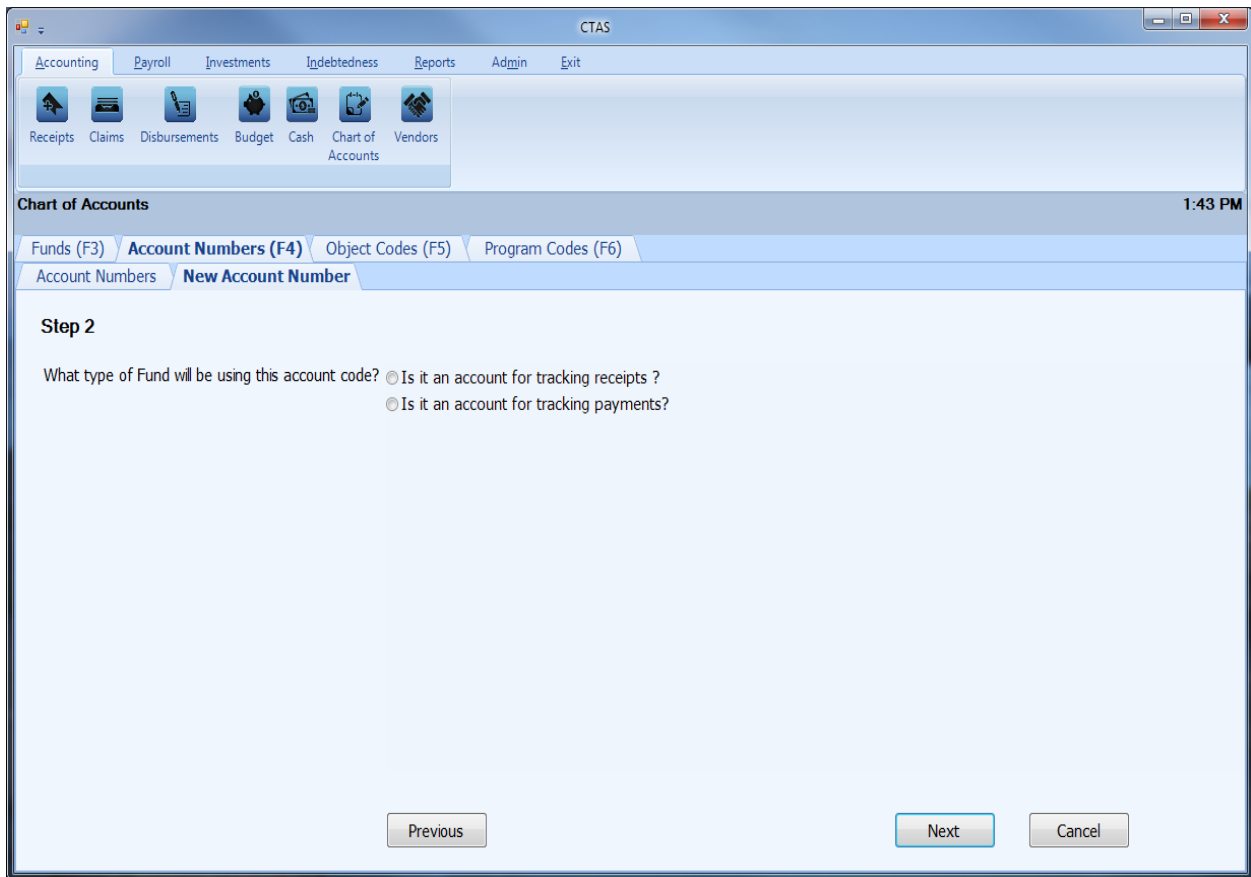 CTAS
Accounting Payroll Investments Indebtedness Reports Admin Exit
Receipts Claims Disbursements Budget Cash Chart of Accounts Vendors
Chart of Accounts 1:43 PM
Funds (F3) Account Numbers (F4) Object Codes (F5) Program Codes (F6)
Account Numbers New Account Number
Step 2
What type of Fund will be using this account code? Is it an account for tracking receipts ?
Is it an account for tracking payments?
Previous Next Cancel